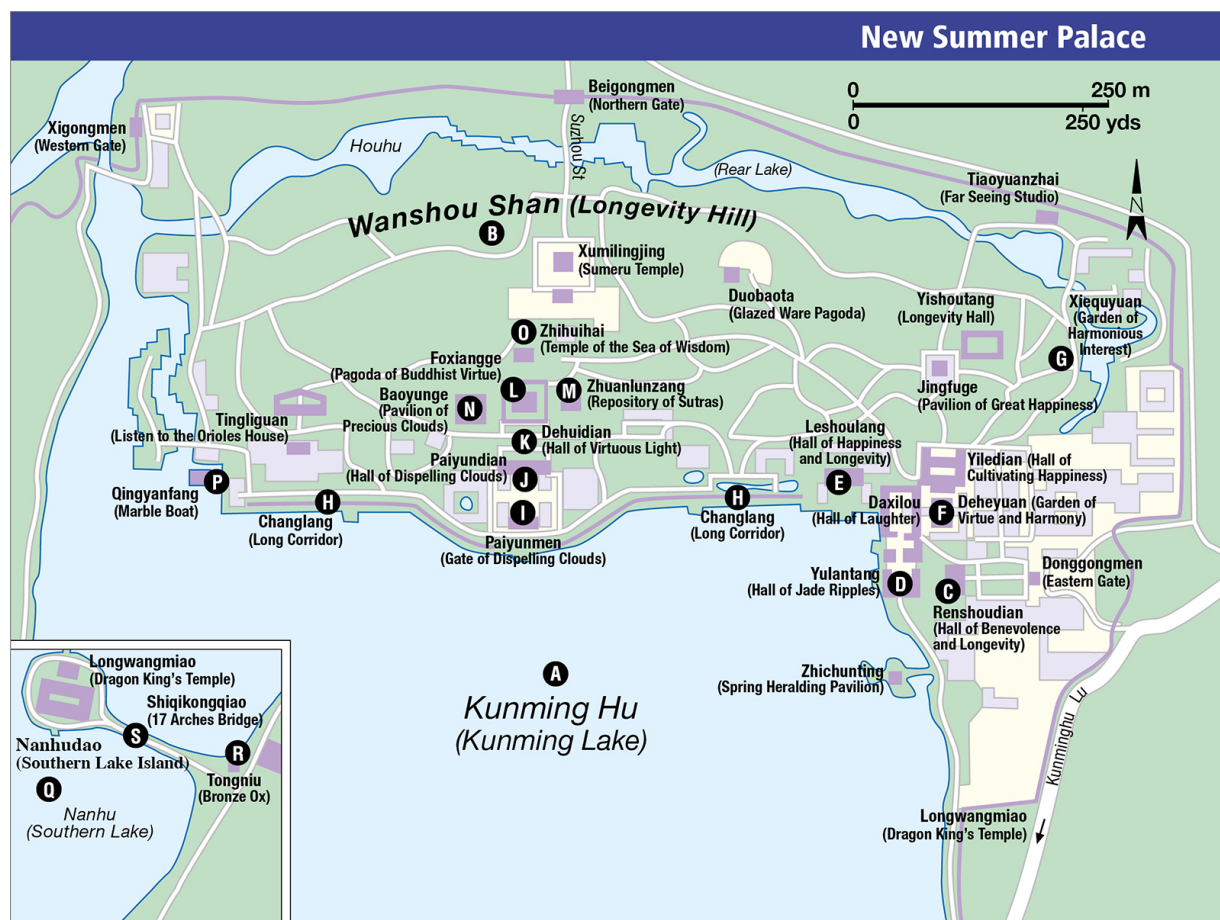 New Summer Palace
0 250 m
0 250 yds
Beigongmen
(Northern Gate)
Xigongmen
(Western Gate)
Suzhou St
Houhu
(Rear Lake)
Tiaoyuanzhai
(Far Seeing Studio)
N
Wanshou Shan (Longevity Hill)
B
Xumilingjing
(Sumeru Temple)
Duobaota
(Glazed Ware Pagoda)
Yishoutang
(Longevity Hall)
Xiequyuan
(Garden of
Harmonious
Interest)
G
O
Zhihuihai
(Temple of the Sea of Wisdom)
Foxiangge
(Pagoda of Buddhist Virtue)
L
M
Zhuanlunzang
(Repository of Sutras)
Jingfuge
(Pavilion of Great Happiness)
Baoyunge
(Pavilion of
Precious Clouds)
N
Tingliguan
(Listen to the Orioles House)
K
Dehuidian
(Hall of Virtuous Light)
Leshoulang
(Hall of Happiness
and Longevity)
E
Paiyundian
(Hall of Dispelling Clouds)
J
Yiledian (Hall of
Cultivating Happiness)
Qingyanfang
(Marble Boat)
P
H
Changlang
(Long Corridor)
I
Paiyunmen
(Gate of Dispelling Clouds)
H
Changlang
(Long Corridor)
Daxilou
(Hall of Laughter)
F
Deheyuan (Garden of
Virtue and Harmony)
Yulantang
(Hall of Jade Ripples)
D
C
Renshoudian
(Hall of Benevolence
and Longevity)
Donggongmen
(Eastern Gate)
Zhichunting
(Spring Heralding Pavilion)
A
Kunming Hu
(Kunming Lake)
Kunminghu Lu
Longwangmiao
(Dragon King's Temple)
Longwangmiao
(Dragon King's Temple)
Shiqikongqiao
(17 Arches Bridge)
S
R
Nanhudao
(Southern Lake Island)
Tongniu
(Bronze Ox)
Q
Nanhu
(Southern Lake)